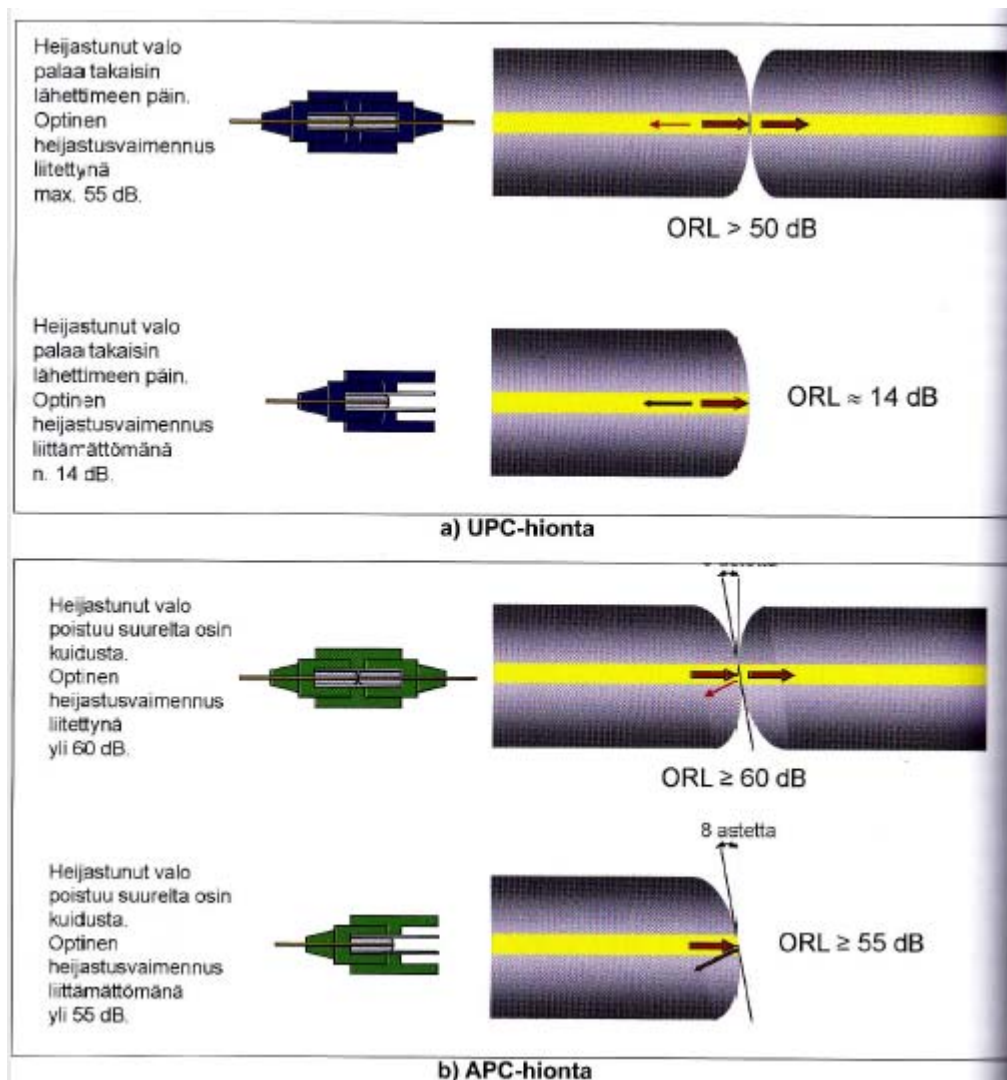 Heijastunut valo
palaa takaisin
lähettimeen päin.
Optinen
heijastusvaimennus
liitettynä
max. 55 dB.
ORL > 50 dB
Heijastunut valo
palaa takaisin
lähettimeen päin.
Optinen
heijastusvaimennus
liittämättömänä
n. 14 dB.
ORL ≈ 14 dB
a) UPC-hionta
Heijastunut valo
poistuu suurelta osin
kuidusta.
Optinen
heijastusvaimennus
liitettynä
yli 60 dB.
astetta
ORL ≥ 60 dB
8 astetta
Heijastunut valo
poistuu suurelta osin
kuidusta.
Optinen
heijastusvaimennus
liittämättömänä
yli 55 dB.
ORL ≥ 55 dB
b) APC-hionta